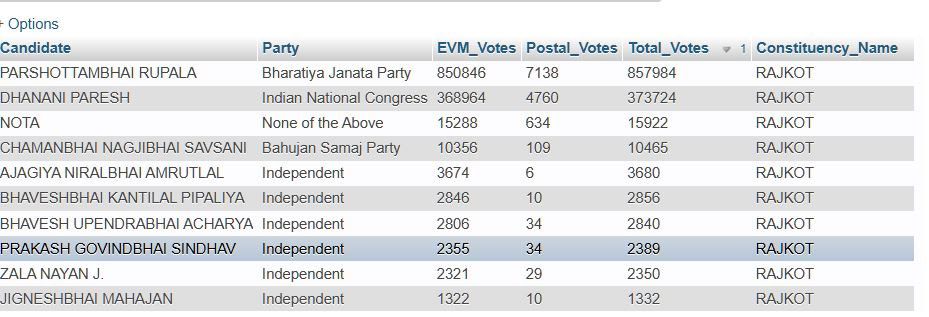 + Options
Candidate Party EVM_Votes Postal_Votes Total_Votes 1 Constituency_Name
PARSHOTTAMBHAI RUPALA Bharatiya Janata Party 850846 7138 857984 RAJKOT
DHANANI PARESH Indian National Congress 368964 4760 373724 RAJKOT
NOTA None of the Above 15288 634 15922 RAJKOT
CHAMANBHAI NAGJIBHAI SAVSANI Bahujan Samaj Party 10356 109 10465 RAJKOT
AJAGIYA NIRALBHAI AMRUTLAL Independent 3674 6 3680 RAJKOT
BHAVESHBHAI KANTILAL PIPALIYA Independent 2846 10 2856 RAJKOT
BHAVESH UPENDRABHAI ACHARYA Independent 2806 34 2840 RAJKOT
PRAKASH GOVINDBHAI SINDHAV Independent 2355 34 2389 RAJKOT
ZALA NAYAN J. Independent 2321 29 2350 RAJKOT
JIGNESHBHAI MAHAJAN Independent 1322 10 1332 RAJKOT